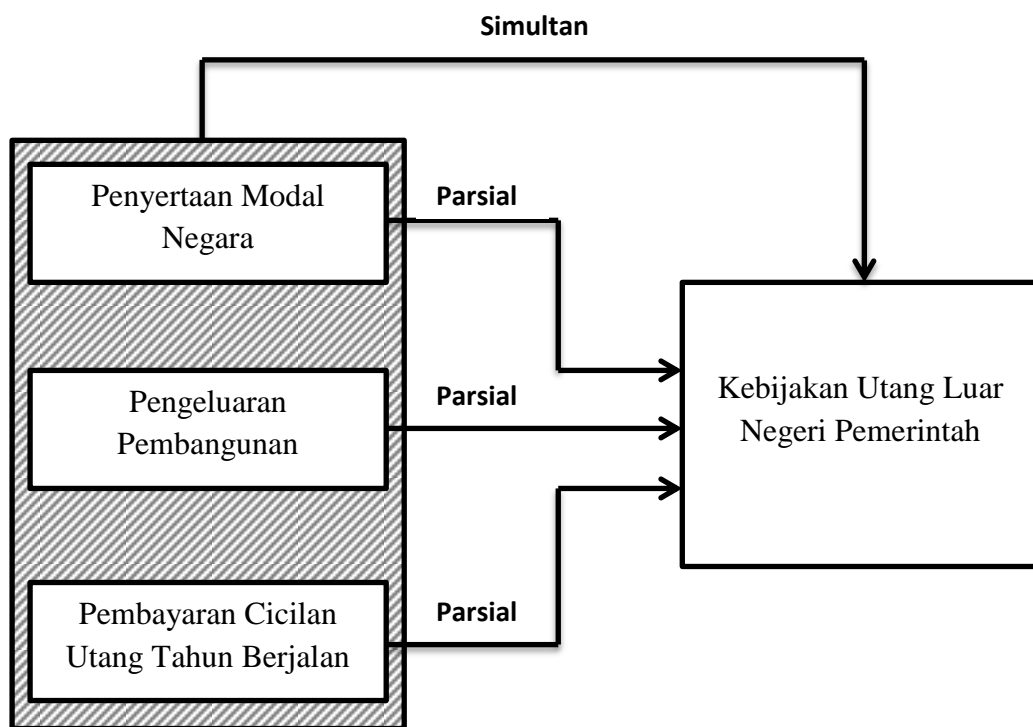 Simultan
Penyertaan Modal
Negara
Parsial
Pengeluaran
Pembangunan
Parsial
Kebijakan Utang Luar
Negeri Pemerintah
Pembayaran Cicilan
Utang Tahun Berjalan
Parsial